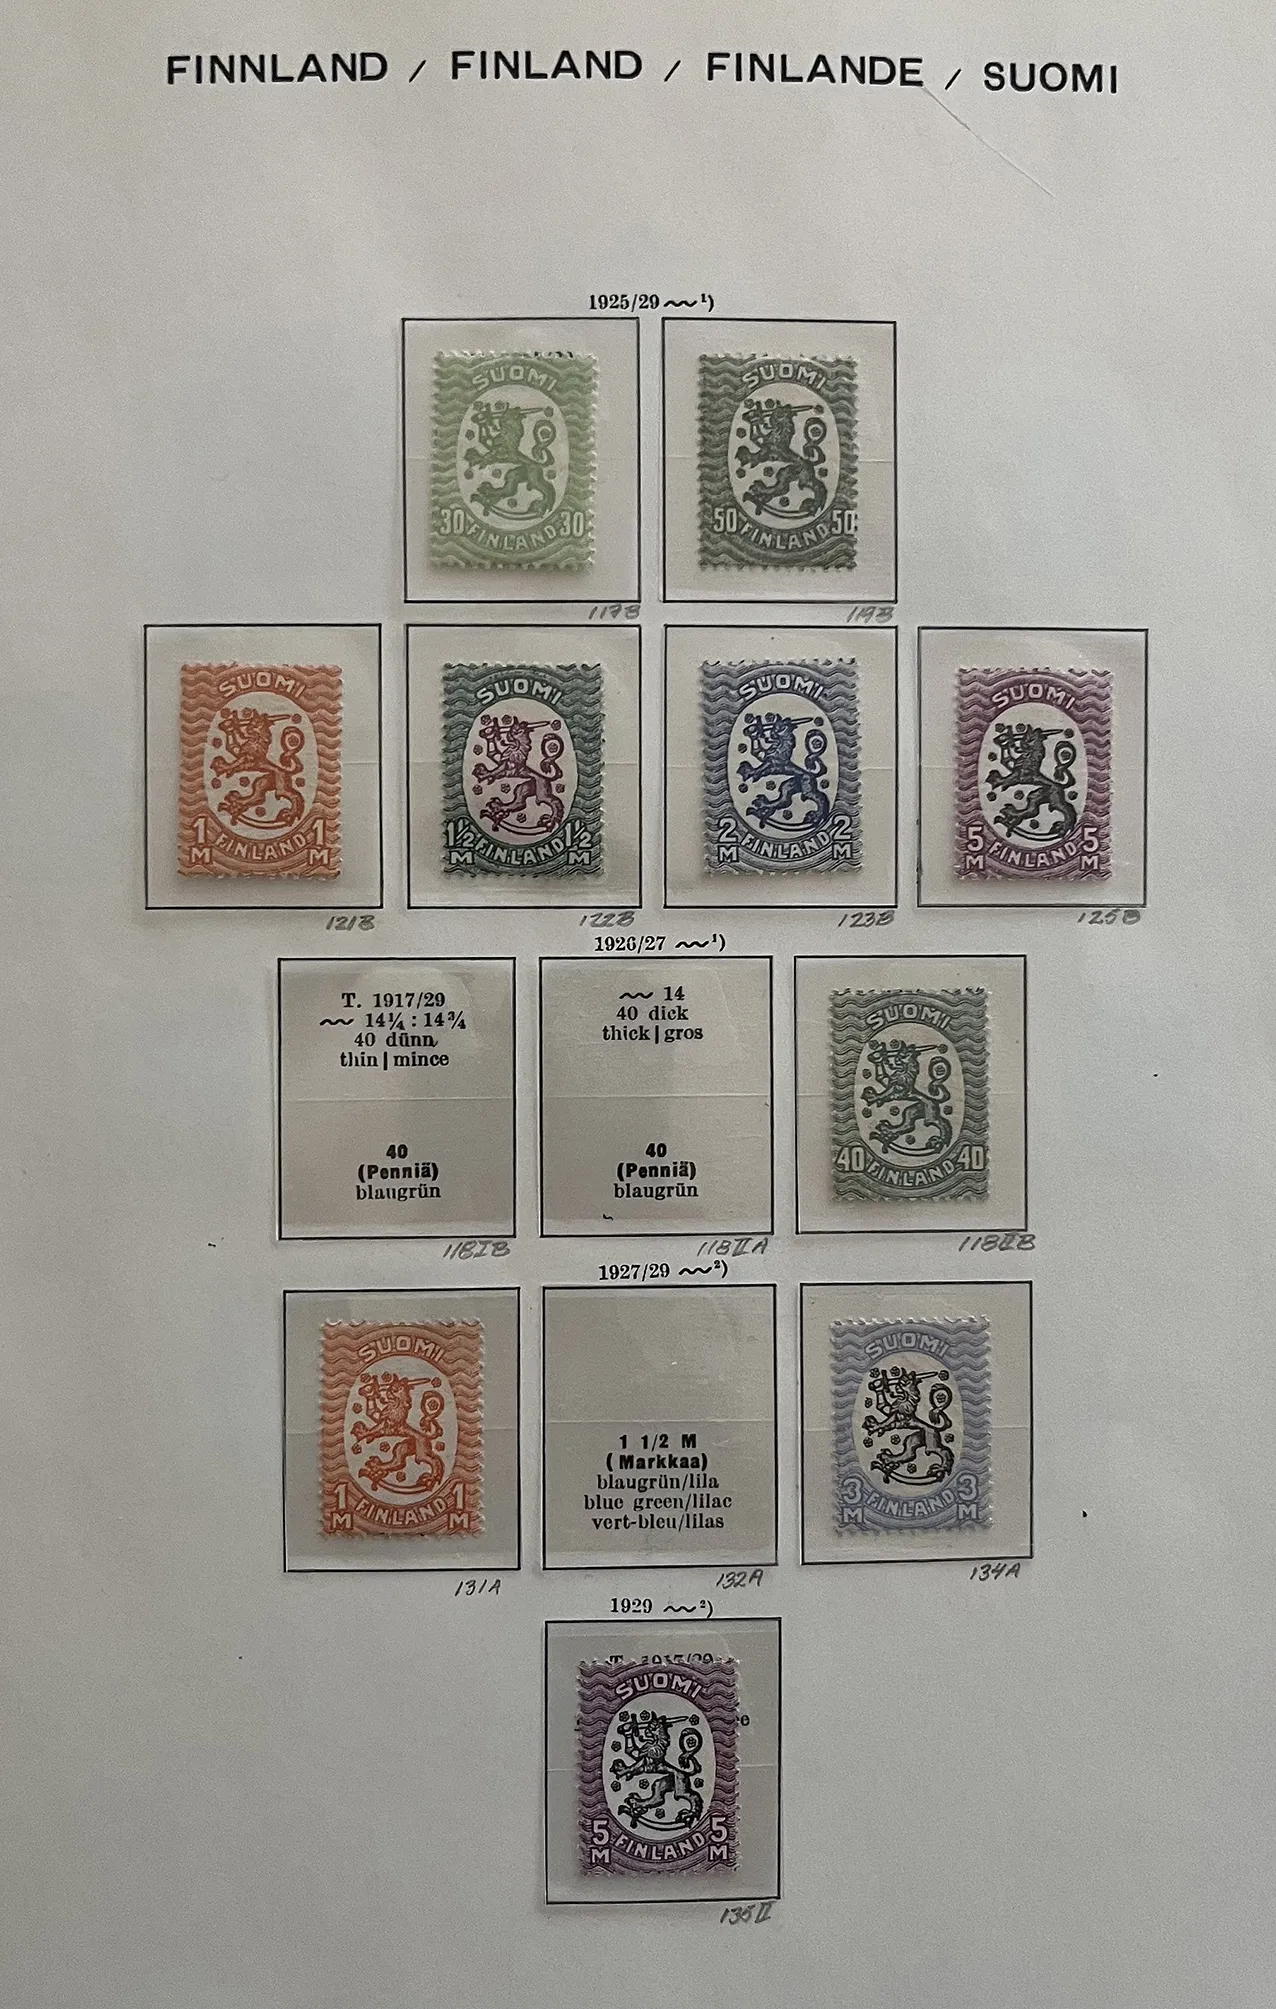 FINNLAND / FINLAND / FINLANDE / SUOMI
1925/29 ~~ ¹)
SUOMI
30 FINLAND 30
SUOMI
50 FINLAND 50
117B
119B
SUOMI
1 M FINLAND 1 M
SUOMI
1½ M FINLAND 1½ M
SUOMI
2 M FINLAND 2 M
SUOMI
5 M FINLAND 5 M
121B
122B
123B
125B
1926/27 ~~ ¹)
T. 1917/29
~~ 14¼ : 14¾
40 dünn
thin | mince
40
(Penniä)
blaugrün
~~ 14
40 dick
thick | gros
40
(Penniä)
blaugrün
SUOMI
40 FINLAND 40
118IB
118IIA
118IIB
1927/29 ~~ ²)
SUOMI
1 M FINLAND 1 M
1 1/2 M
(Markkaa)
blaugrün/lila
blue green/lilac
vert-bleu/lilas
SUOMI
3 M FINLAND 3 M
131A
132A
134A
1929 ~~ ²)
SUOMI
5 M FINLAND 5 M
135II